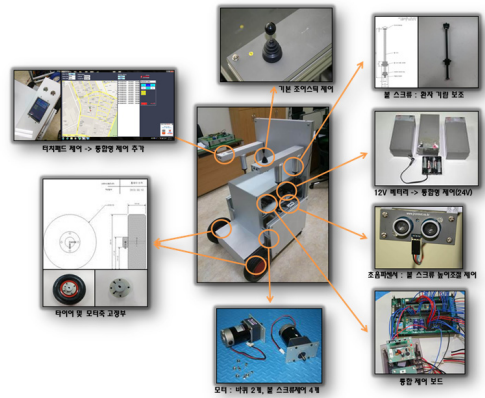 기본 조이스틱 제어
볼 스크류 : 환자 기립 보조
터치패드 제어 -> 통합명 제어 추가
12V 배터리 -> 통합명 제어(24V)
초음파센서 : 볼 스크류 높이조절 제어
타이어 및 모터축 고정부
모터 : 바퀴 2개, 볼 스크류제어 4개
통합 제어 보드